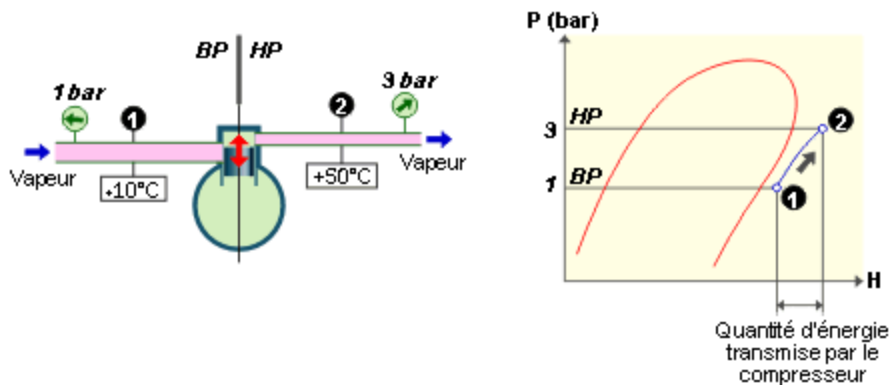 BP HP
1 bar
1
2
3 bar
Vapeur
+10°C
+50°C
Vapeur
P (bar)
3 HP
2
1 BP
1
H
Quantité d'énergie
transmise par le
compresseur